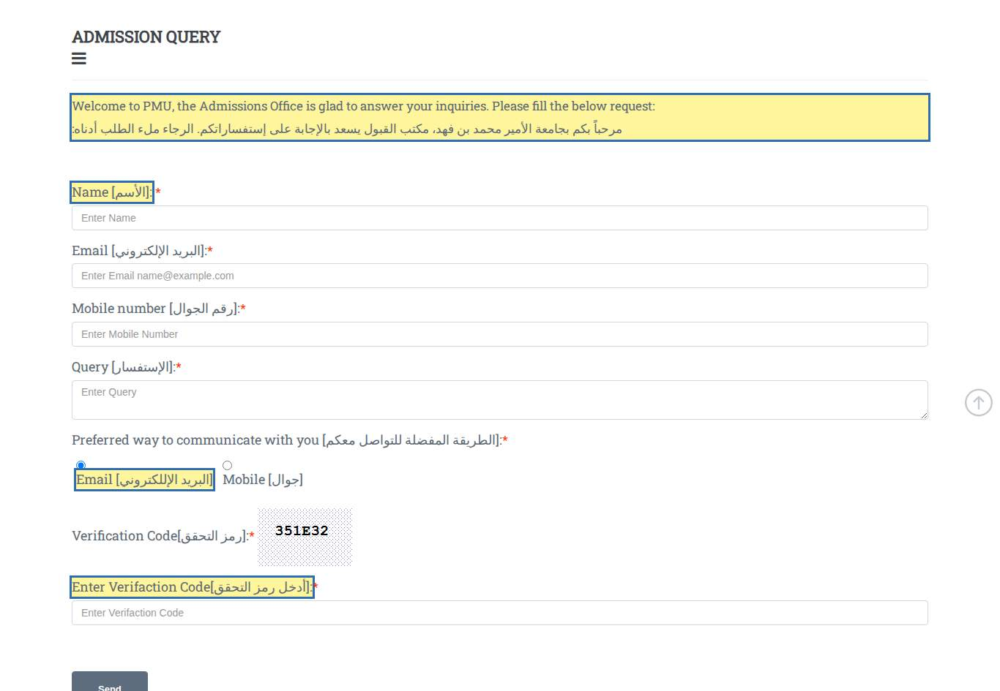 ADMISSION QUERY
Welcome to PMU, the Admissions Office is glad to answer your inquiries. Please fill the below request:
مرحباً بكم بجامعة الأمير محمد بن فهد، مكتب القبول يسعد بالإجابة على إستفساراتكم. الرجاء ملء الطلب أدناه:
Name [الأسم]: *
Enter Name
Email [البريد الإلكتروني]:*
Enter Email name@example.com
Mobile number [رقم الجوال]:*
Enter Mobile Number
Query [الإستفسار]:*
Enter Query
Preferred way to communicate with you [الطريقة المفضلة للتواصل معكم]:*
Email [البريد الإللكتروني] Mobile [جوال]
Verification Code[رمز التحقق]:* 351E32
Enter Verifaction Code[أدخل رمز التحقق]:*
Enter Verifaction Code
Send